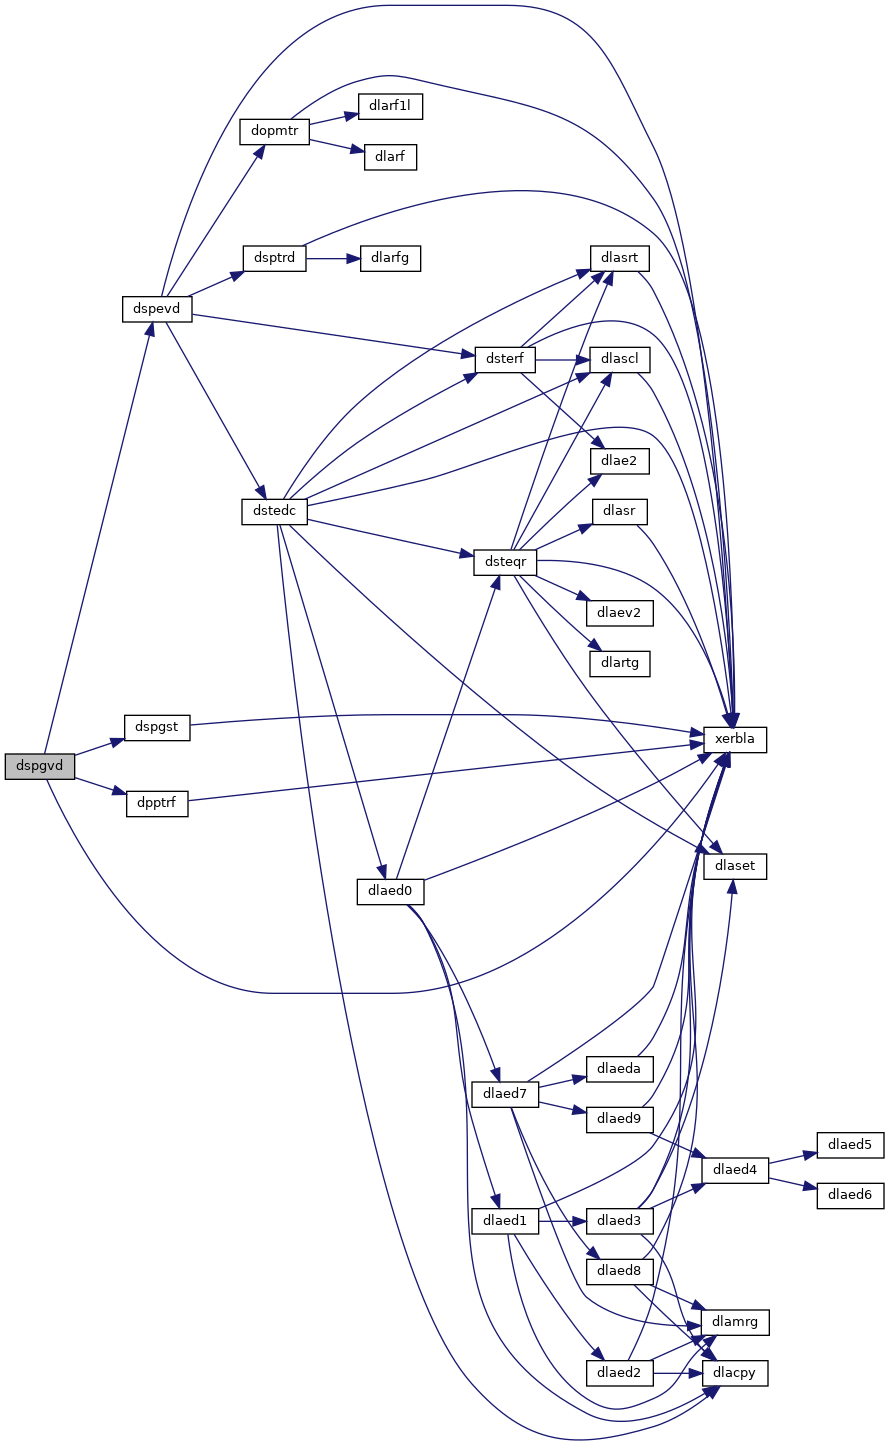 dlarf1l
dopmtr
dlarf
dsptrd
dlarfg
dlasrt
dspevd
dsterf
dlascl
dlae2
dstedc
dlasr
dsteqr
dlaev2
dlartg
dspgst
xerbla
dspgvd
dpptrf
dlaset
dlaed0
dlaeda
dlaed7
dlaed9
dlaed5
dlaed4
dlaed6
dlaed1
dlaed3
dlaed8
dlamrg
dlaed2
dlacpy